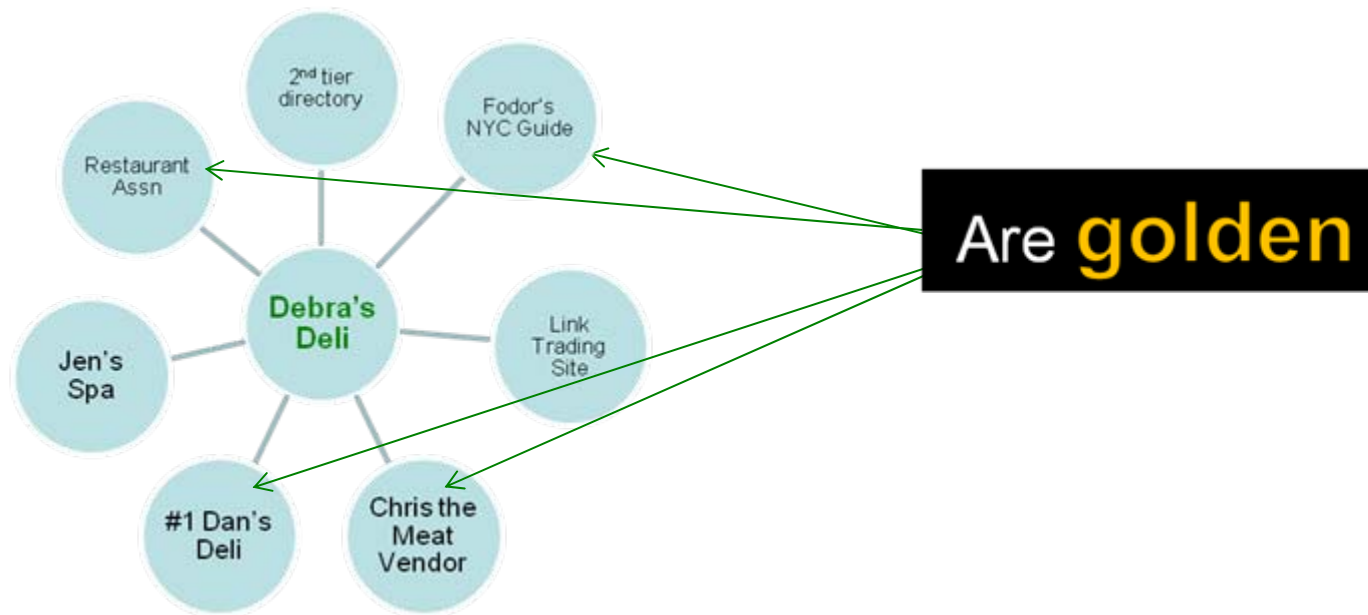 2nd tier
directory
Fodor's
NYC Guide
Restaurant
Assn
Are golden
Debra's
Deli
Link
Trading
Site
Jen's
Spa
#1 Dan's
Deli
Chris the
Meat
Vendor